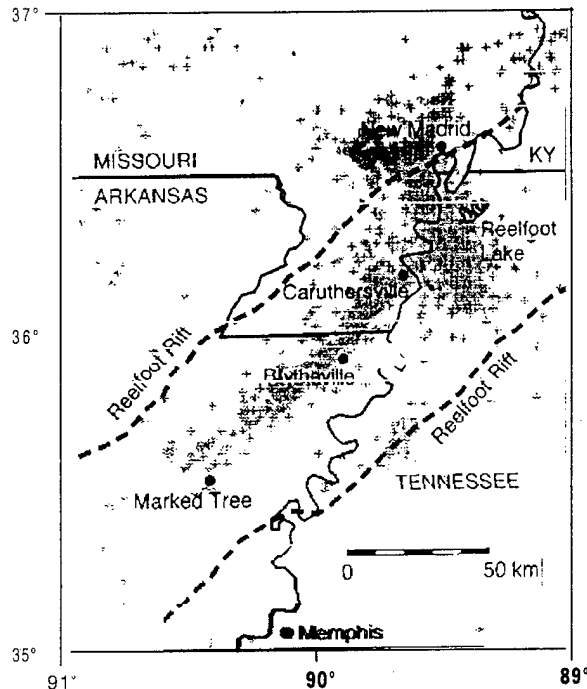 37°
New Madrid
MISSOURI
KY
ARKANSAS
Reelfoot
Lake
Caruthersville
36°
Reelfoot Rift
Blytheville
Reelfoot Rift
Marked Tree
TENNESSEE
0 50 km
Memphis
35°
91° 90° 89°